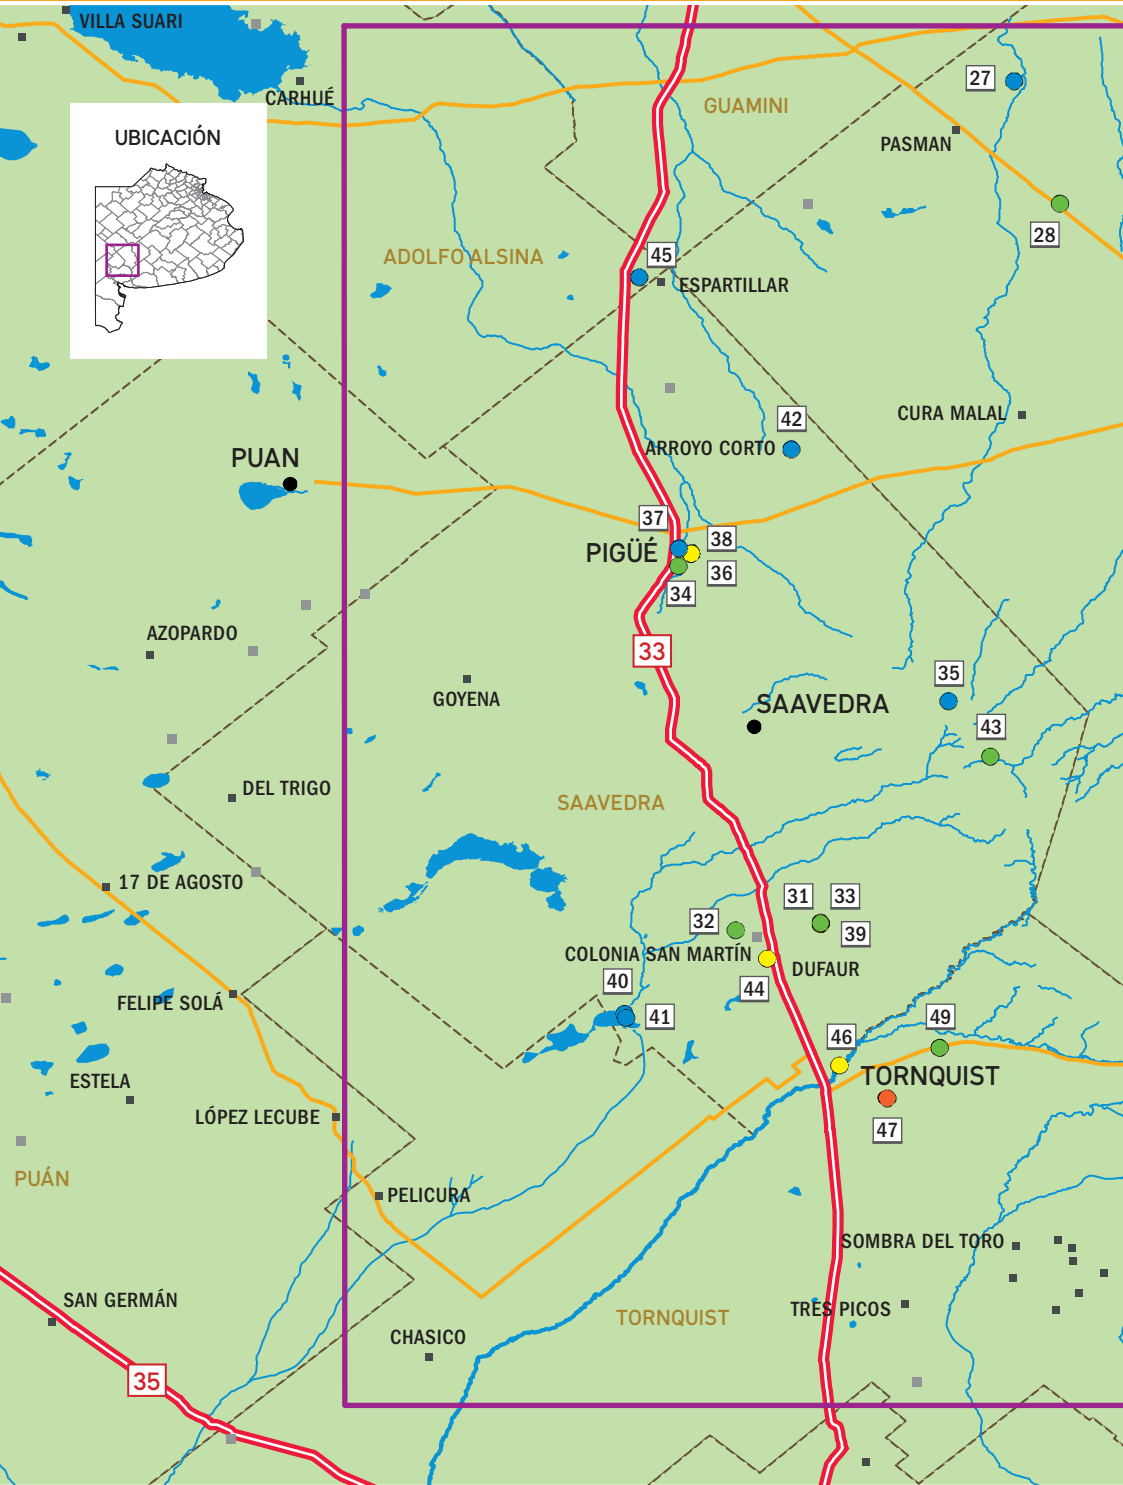 VILLA SUARI
CARHUÉ
UBICACIÓN
GUAMINI
27
PASMAN
28
ADOLFO ALSINA
45
ESPARTILLAR
42
CURA MALAL
ARROYO CORTO
PUAN
37
38
PIGÜÉ
36
34
33
AZOPARDO
GOYENA
35
SAAVEDRA
43
DEL TRIGO
SAAVEDRA
17 DE AGOSTO
31
33
32
39
COLONIA SAN MARTÍN
DUFAUR
40
44
41
FELIPE SOLÁ
46
49
ESTELA
TORNQUIST
LÓPEZ LECUBE
47
PUÁN
PELICURA
SOMBRA DEL TORO
SAN GERMÁN
TRES PICOS
TORNQUIST
CHASICO
35